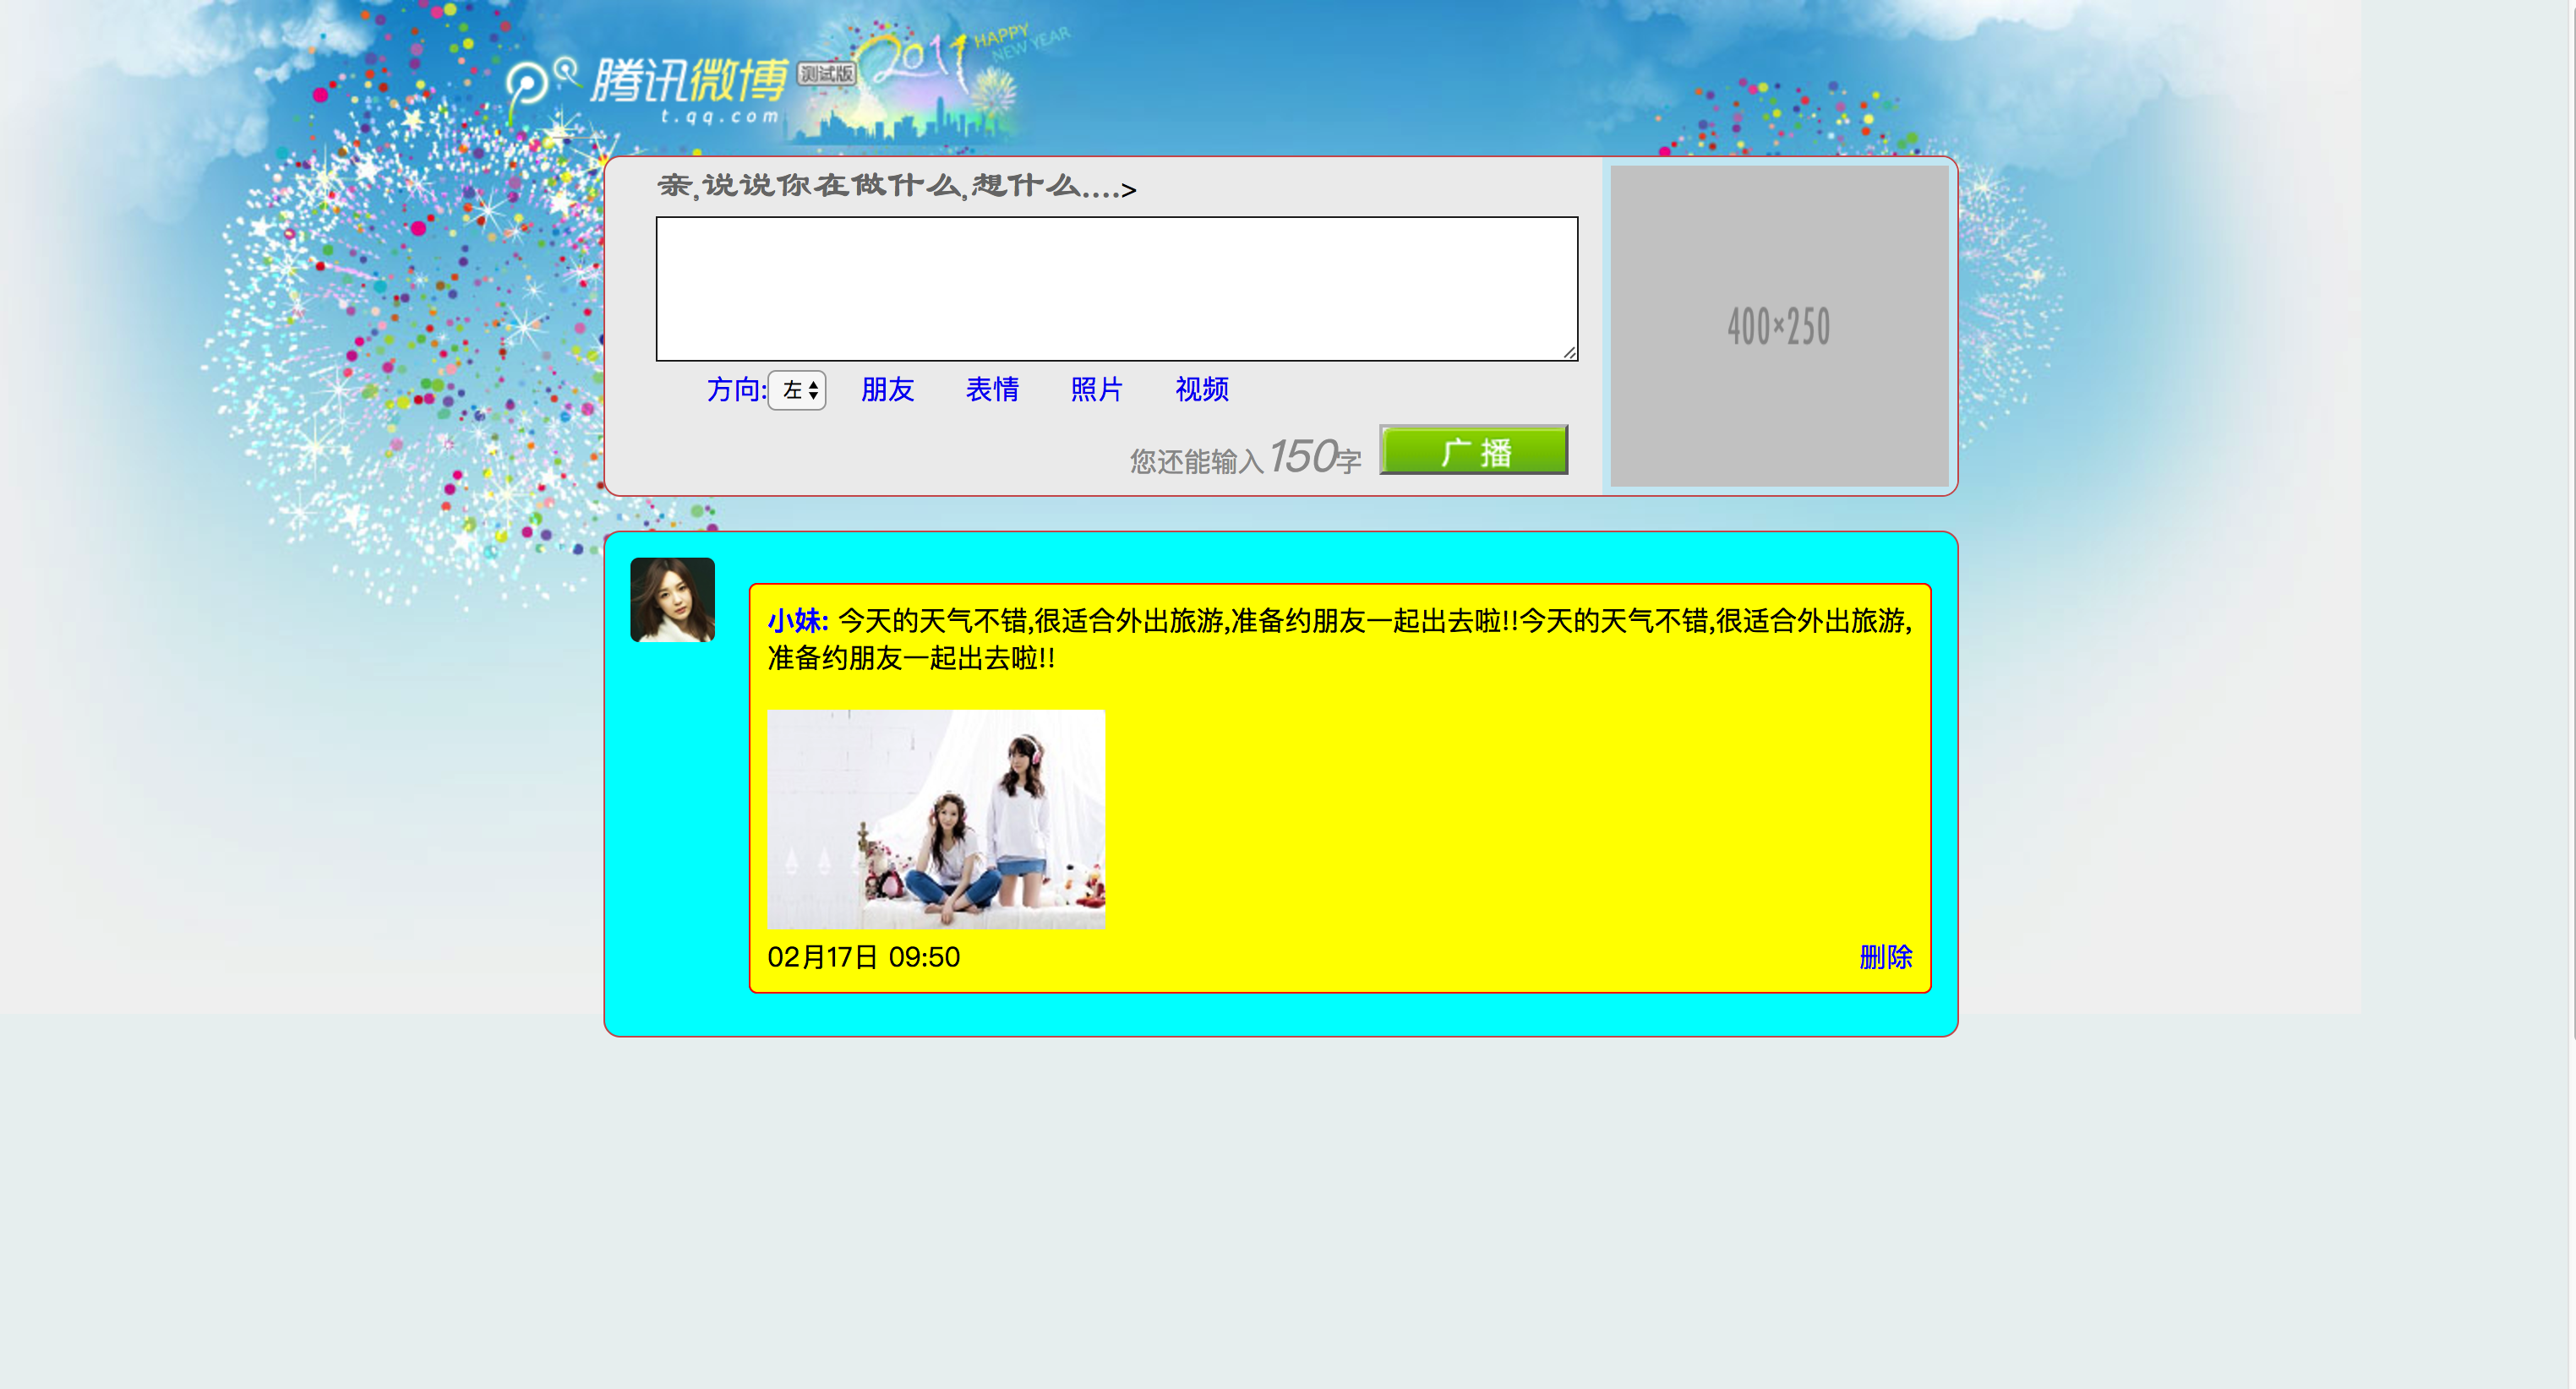 腾讯微博 测试版
t.qq.com
2011 HAPPY
NEW YEAR
亲,说说你在做什么,想什么....>
400×250
方向: 左 朋友 表情 照片 视频
您还能输入150字 广播
小妹: 今天的天气不错,很适合外出旅游,准备约朋友一起出去啦!!今天的天气不错,很适合外出旅游,
准备约朋友一起出去啦!!
02月17日 09:50 删除